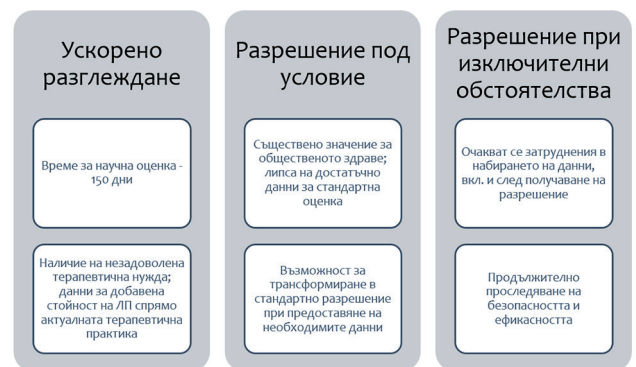 Ускорено
разглеждане
Време за научна оценка -
150 дни
Наличие на незадоволена
терапевтична нужда;
данни за добавена
стойност на ЛП спрямо
актуалната терапевтична
практика
Разрешение под
условие
Съществено значение за
общественото здраве;
липса на достатъчно
данни за стандартна
оценка
Възможност за
трансформиране в
стандартно разрешение
при предоставяне на
необходимите данни
Разрешение при
изключителни
обстоятелства
Очакват се затруднения в
набирането на данни,
вкл. и след получаване на
разрешение
Продължително
проследяване на
безопасността и
ефикасността